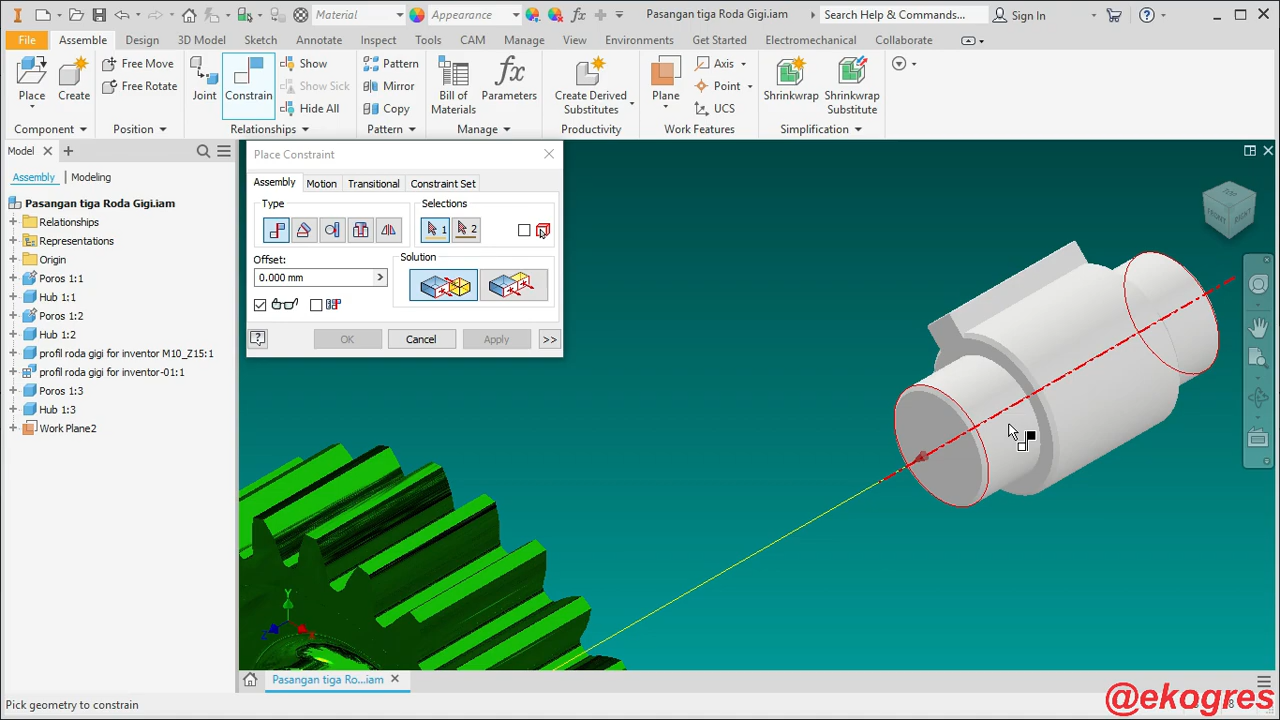 Material
Appearance
Pasangan tiga Roda Gigi.iam
Search Help & Commands...
Sign In
File
Assemble
Design
3D Model
Sketch
Annotate
Inspect
Tools
CAM
Manage
View
Environments
Get Started
Electromechanical
Collaborate
Place
Create
Free Move
Free Rotate
Component
Position
Joint
Constrain
Show
Show Sick
Hide All
Relationships
Pattern
Mirror
Copy
Pattern
Bill of
Materials
fx
Parameters
Manage
Create Derived
Substitutes
Productivity
Plane
Axis
Point
UCS
Work Features
Shrinkwrap
Shrinkwrap
Substitute
Simplification
Model
Assembly
Modeling
Pasangan tiga Roda Gigi.iam
Relationships
Representations
Origin
Poros 1:1
Hub 1:1
Poros 1:2
Hub 1:2
profil roda gigi for inventor M10_Z15:1
profil roda gigi for inventor-01:1
Poros 1:3
Hub 1:3
Work Plane2
Place Constraint
Assembly
Motion
Transitional
Constraint Set
Type
Selections
1
2
Offset:
0.000 mm
Solution
OK
Cancel
Apply
>>
TOP
FRONT
RIGHT
Y
Pasangan tiga Ro...iam
Pick geometry to constrain
@ekogres